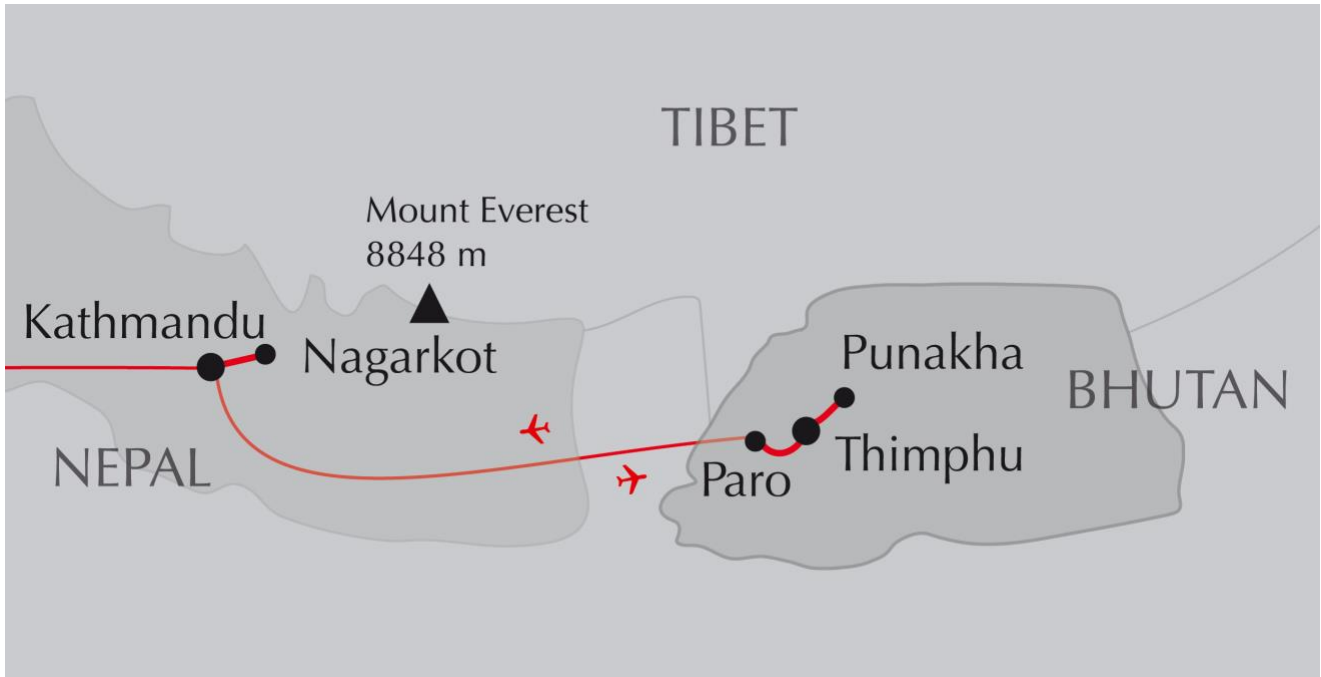 TIBET
Mount Everest
8848 m
Kathmandu
Nagarkot
Punakha
BHUTAN
NEPAL
Thimphu
Paro